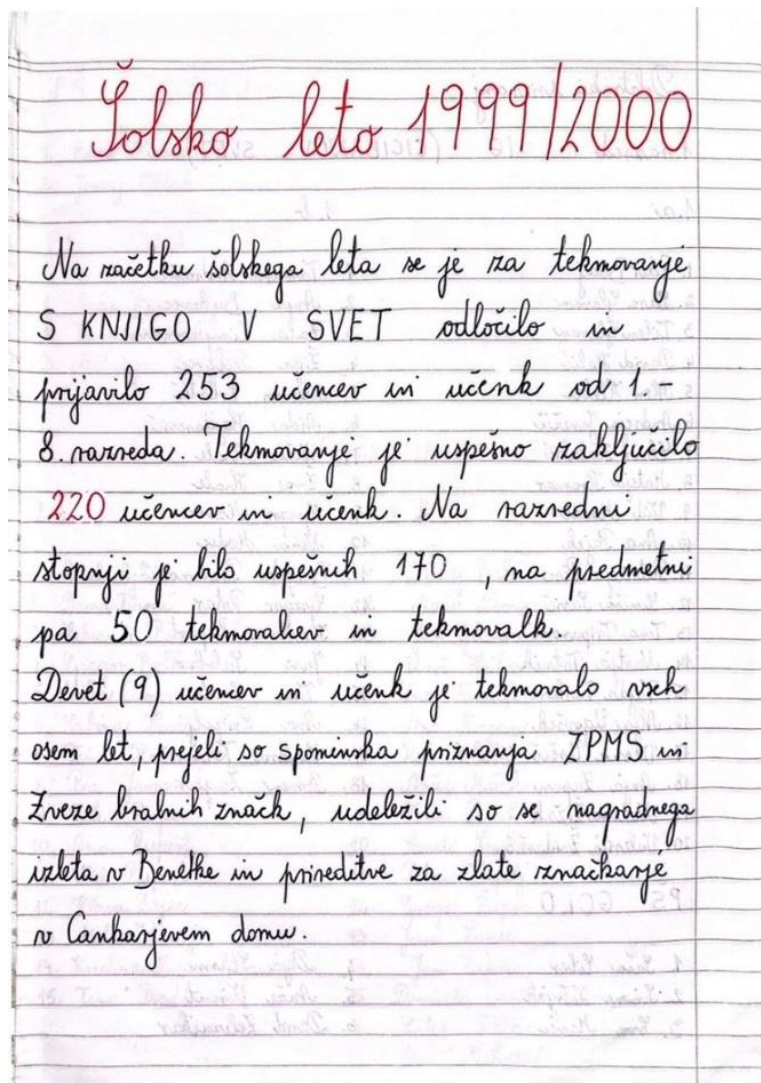 Šolsko leto 1999/2000
Na začetku šolskega leta se je za tekmovanje
S KNJIGO V SVET odločilo in
prijavilo 253 učencev in učenk od 1.-
8. razreda. Tekmovanje je uspešno zaključilo
220 učencev in učenk. Na razredni
stopnji je bilo uspešnih 170, na predmetni
pa 50 tekmovalcev in tekmovalk.
Devet (9) učencev in učenk je tekmovalo vseh
osem let, prejeli so spominska priznanja ZPMS in
Zveze bralnih značk, udeležili so se nagradnega
izleta v Benetke in prireditve za zlate značkarje
v Cankarjevem domu.